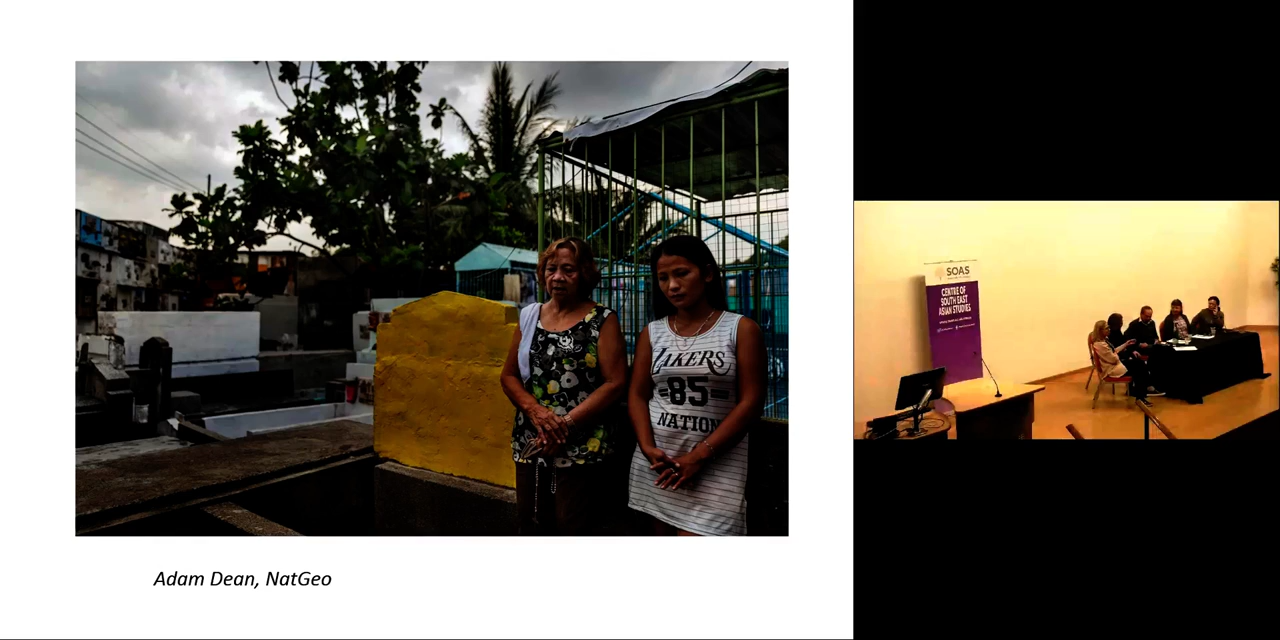 LAKERS
85
NATION
Adam Dean, NatGeo
SOAS
CENTRE OF
SOUTH EAST
ASIAN STUDIES